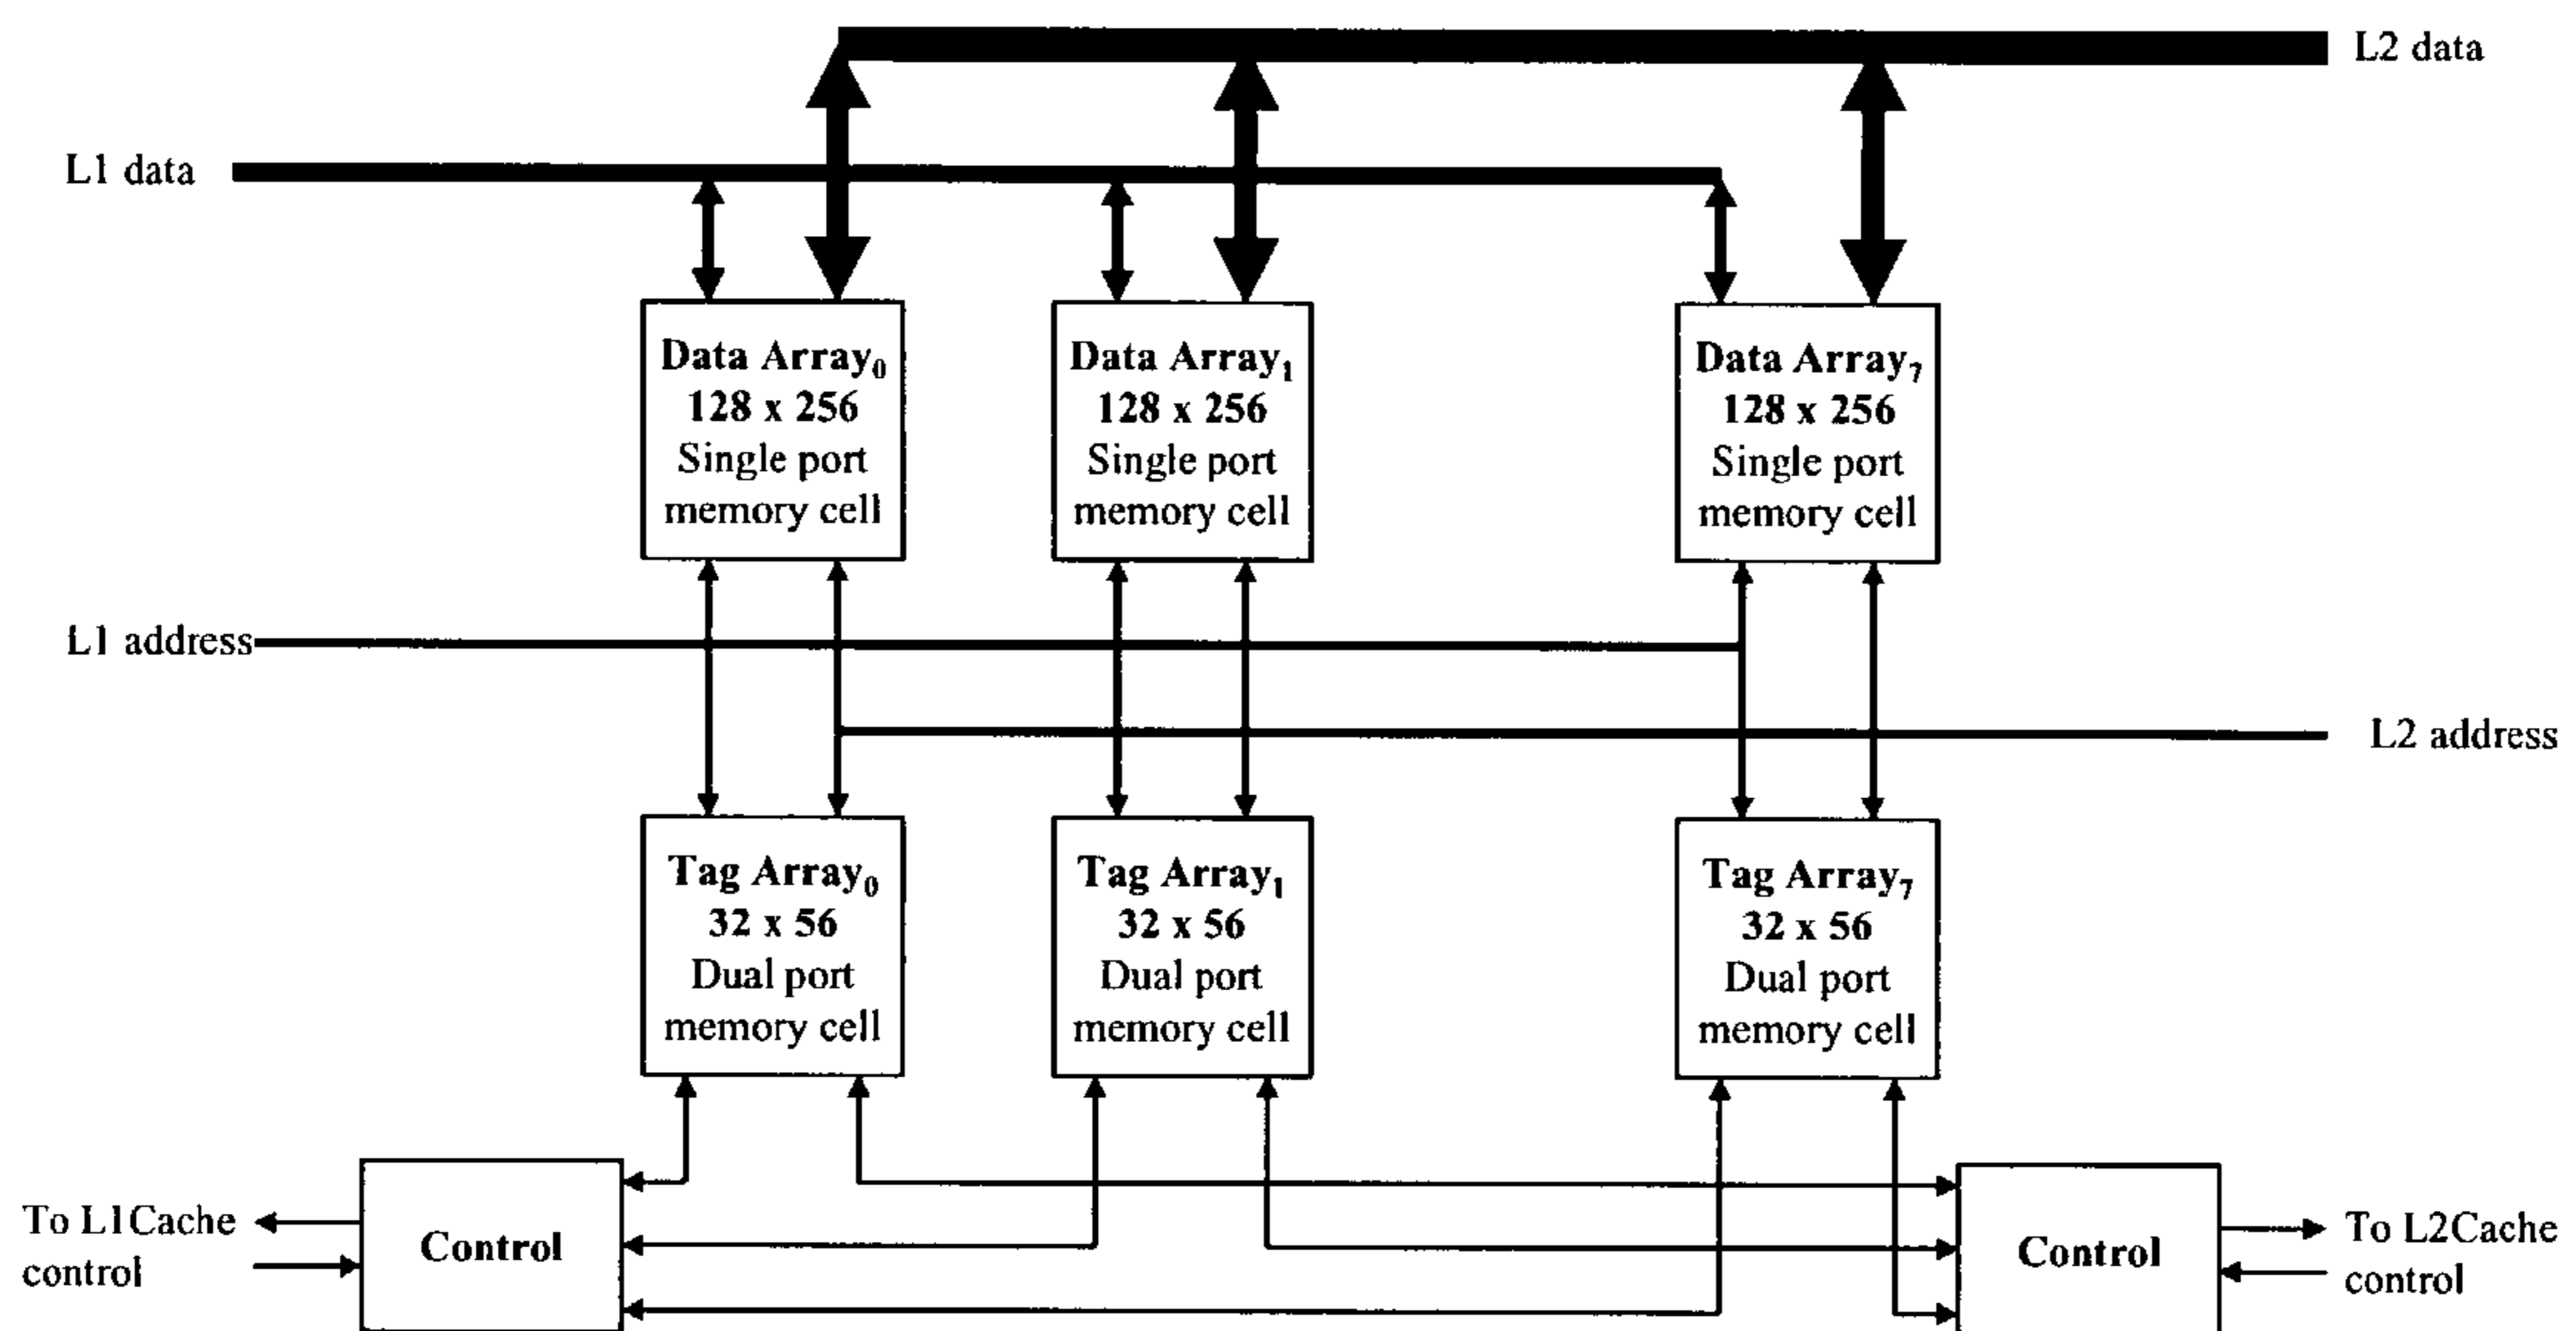 L2 data
L1 data
Data Array₀
128 x 256
Single port
memory cell
Data Array₁
128 x 256
Single port
memory cell
Data Array₇
128 x 256
Single port
memory cell
L1 address
L2 address
Tag Array₀
32 x 56
Dual port
memory cell
Tag Array₁
32 x 56
Dual port
memory cell
Tag Array₇
32 x 56
Dual port
memory cell
To L1Cache
control
Control
Control
To L2Cache
control